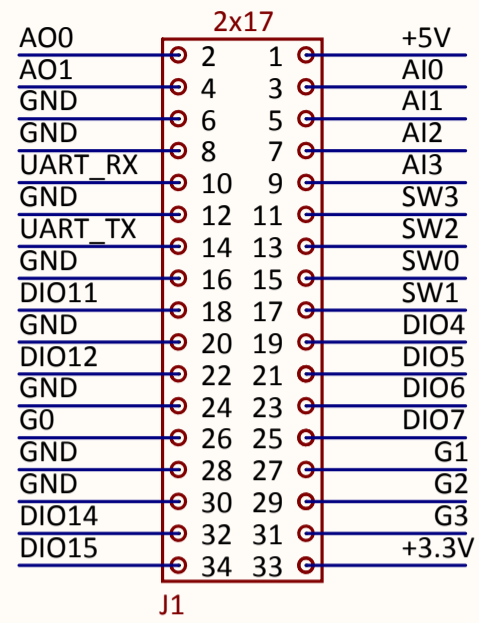 2x17
AO0 2 1 +5V
AO1 4 3 AI0
GND 6 5 AI1
GND 8 7 AI2
UART_RX 10 9 AI3
GND 12 11 SW3
UART_TX 14 13 SW2
GND 16 15 SW0
DIO11 18 17 SW1
GND 20 19 DIO4
DIO12 22 21 DIO5
GND 24 23 DIO6
G0 26 25 DIO7
GND 28 27 G1
GND 30 29 G2
DIO14 32 31 G3
DIO15 34 33 +3.3V
J1